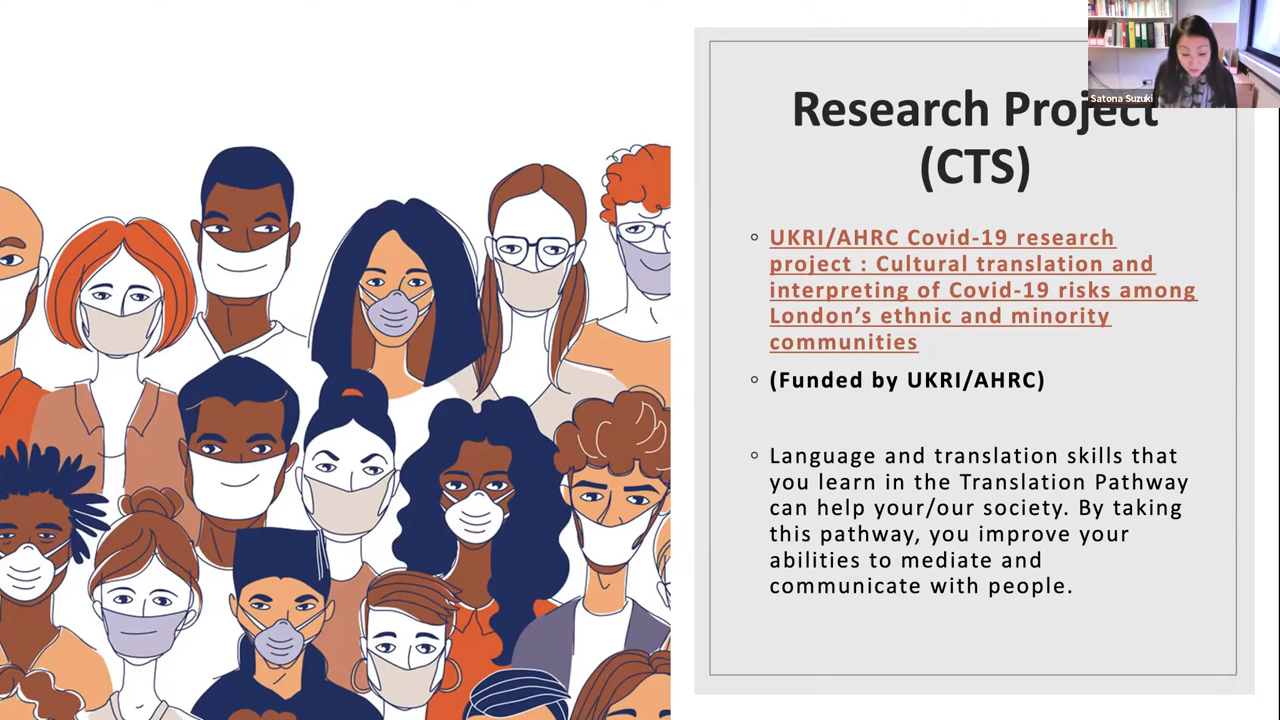 Satona Suzuki
Research Project
(CTS)
UKRI/AHRC Covid-19 research
project : Cultural translation and
interpreting of Covid-19 risks among
London’s ethnic and minority
communities
(Funded by UKRI/AHRC)
Language and translation skills that
you learn in the Translation Pathway
can help your/our society. By taking
this pathway, you improve your
abilities to mediate and
communicate with people.